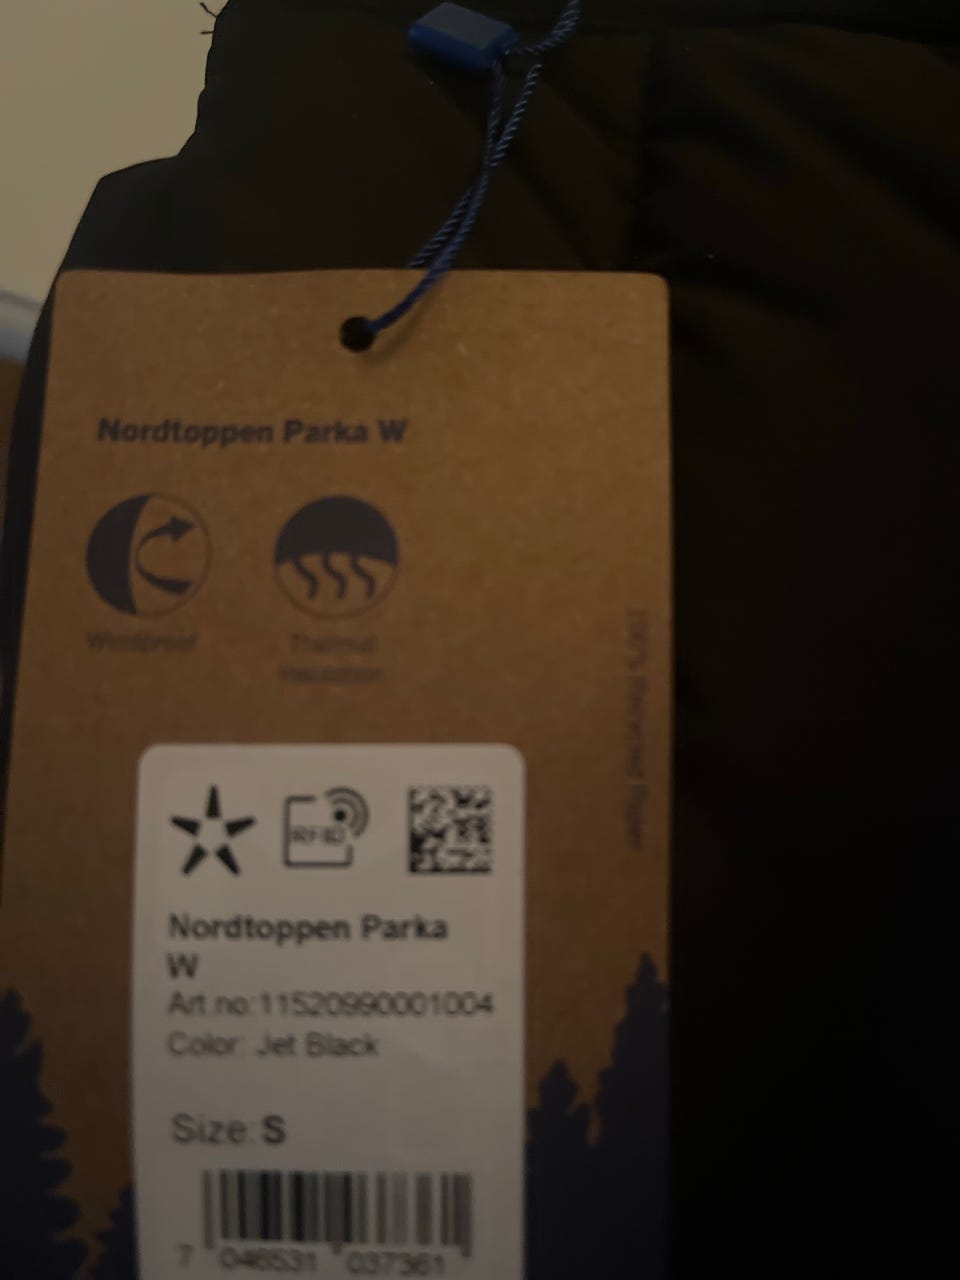 Nordtoppen Parka W
Windproof
Thermal
Insulation
100% Recycled Paper
RFID
Nordtoppen Parka
W
Art.no:11520990001004
Color: Jet Black
Size: S
7 046531 037361